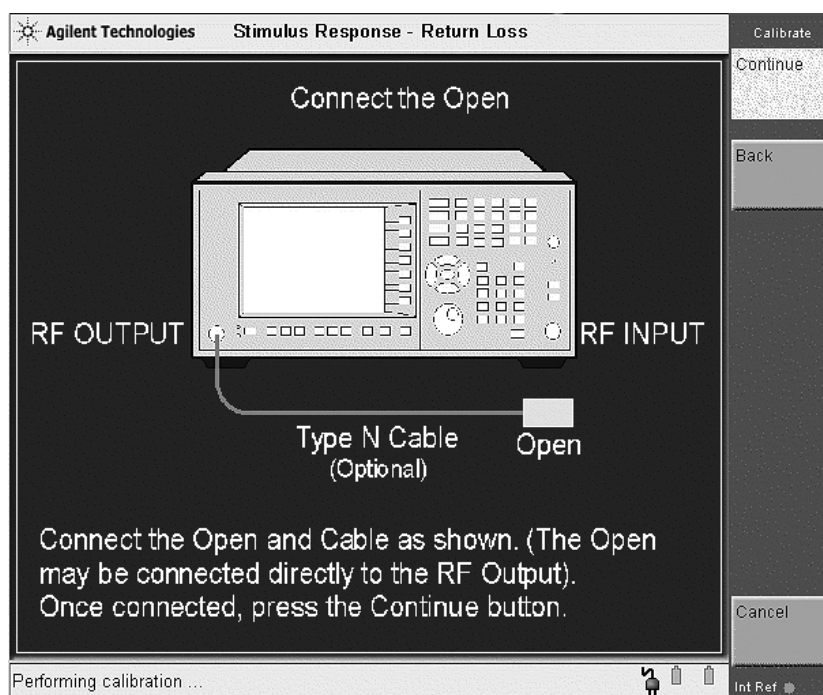 Agilent Technologies Stimulus Response - Return Loss
Calibrate
Continue
Back
Connect the Open
RF OUTPUT
RF INPUT
Type N Cable
(Optional)
Open
Connect the Open and Cable as shown. (The Open
may be connected directly to the RF Output).
Once connected, press the Continue button.
Cancel
Performing calibration ...
Int Ref